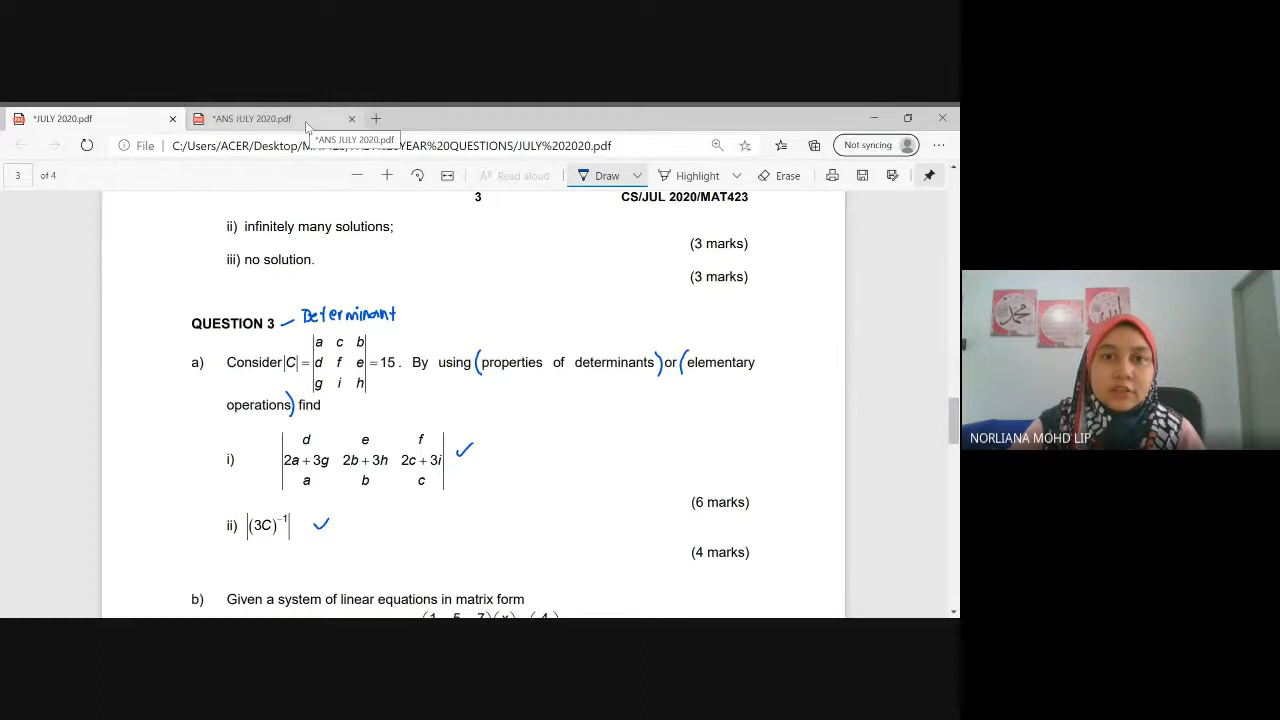 *JULY 2020.pdf
*ANS JULY 2020.pdf
*ANS JULY 2020.pdf
File
C:/Users/ACER/Desktop/
YEAR%20QUESTIONS/JULY%202020.pdf
Not syncing
3 of 4
Read aloud
Draw
Highlight
Erase
3 CS/JUL 2020/MAT423
ii) infinitely many solutions;
(3 marks)
iii) no solution.
(3 marks)
QUESTION 3 Determinant
a) Consider |C| = | a c b | = 15 . By using (properties of determinants) or (elementary
d f e
g i h
operations) find
i) | d e f |
2a + 3g 2b + 3h 2c + 3i
a b c
(6 marks)
ii) |(3C)⁻¹|
(4 marks)
b) Given a system of linear equations in matrix form
NORLIANA MOHD LIP